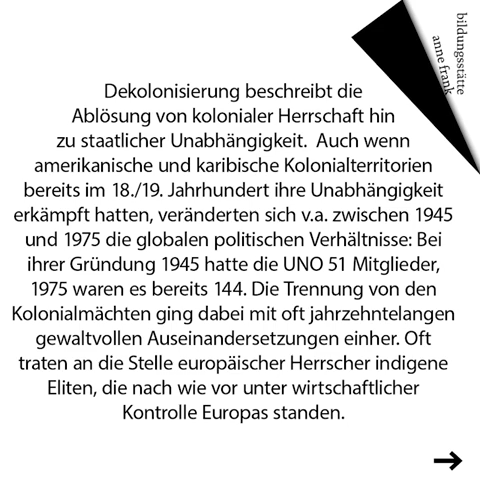 bildungsstätte
anne frank
Dekolonisierung beschreibt die
Ablösung von kolonialer Herrschaft hin
zu staatlicher Unabhängigkeit. Auch wenn
amerikanische und karibische Kolonialterritorien
bereits im 18./19. Jahrhundert ihre Unabhängigkeit
erkämpft hatten, veränderten sich v.a. zwischen 1945
und 1975 die globalen politischen Verhältnisse: Bei
ihrer Gründung 1945 hatte die UNO 51 Mitglieder,
1975 waren es bereits 144. Die Trennung von den
Kolonialmächten ging dabei mit oft jahrzehntelangen
gewaltvollen Auseinandersetzungen einher. Oft
traten an die Stelle europäischer Herrscher indigene
Eliten, die nach wie vor unter wirtschaftlicher
Kontrolle Europas standen.